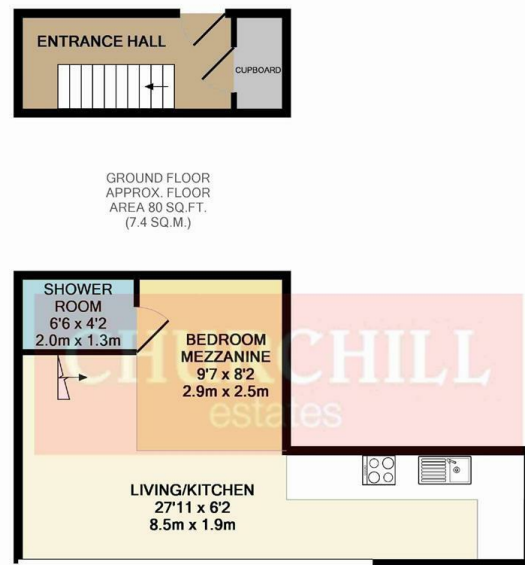 ENTRANCE HALL
CUPBOARD
GROUND FLOOR
APPROX. FLOOR
AREA 80 SQ.FT.
(7.4 SQ.M.)
SHOWER
ROOM
6'6 x 4'2
2.0m x 1.3m
BEDROOM
MEZZANINE
9'7 x 8'2
2.9m x 2.5m
CHURCHILL
estates
LIVING/KITCHEN
27'11 x 6'2
8.5m x 1.9m